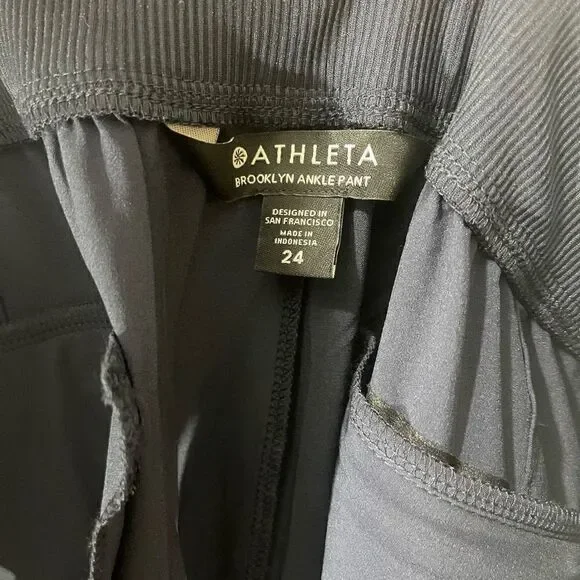 ATHLETA
BROOKLYN ANKLE PANT
DESIGNED IN
SAN FRANCISCO
MADE IN
INDONESIA
24